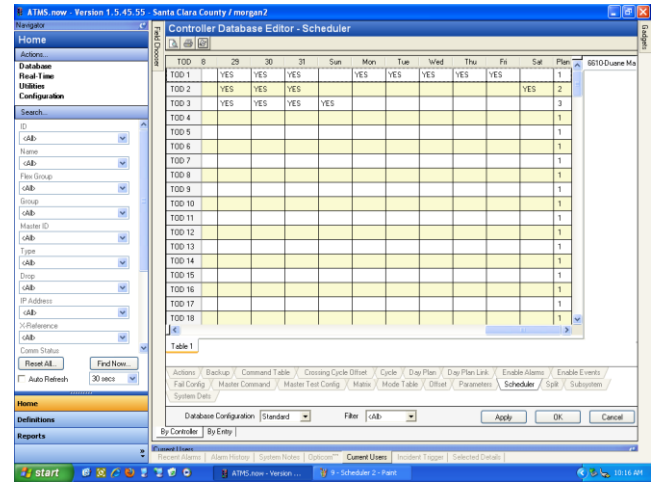 ATMS.now - Version 1.5.45.55 - Santa Clara County / morgan2
Navigator
Home
Actions...
Database
Real-Time
Utilities
Configuration
Search...
ID
<All>
Name
<All>
Flex Group
<All>
Group
<All>
Master ID
<All>
Type
<All>
Drop
<All>
IP Address
<All>
X-Reference
<All>
Comm Status
Reset All... Find Now...
Auto Refresh 30 secs
Home
Definitions
Reports
Field Chooser
Controller Database Editor - Scheduler
Gadgets
TOD 8 29 30 31 Sun Mon Tue Wed Thu Fri Sat Plan
TOD 1 YES YES YES YES YES YES YES YES 1
TOD 2 YES YES YES YES 2
TOD 3 YES YES YES YES 3
TOD 4 1
TOD 5 1
TOD 6 1
TOD 7 1
TOD 8 1
TOD 9 1
TOD 10 1
TOD 11 1
TOD 12 1
TOD 13 1
TOD 14 1
TOD 15 1
TOD 16 1
TOD 17 1
TOD 18 1
6610-Duane Ma
Table 1
Actions Backup Command Table Crossing Cycle Offset Cycle Day Plan Day Plan Link Enable Alarms Enable Events
Fail Config Master Command Master Test Config Matrix Mode Table Offset Parameters Scheduler Split Subsystem
System Dets
Database Configuration Standard Filter <All> Apply OK Cancel
By Controller By Entry
Current Users
Recent Alarms Alarm History System Notes Opticom™ Current Users Incident Trigger Selected Details
start ATMS.now - Version ... 9 - Scheduler 2 - Paint 10:16 AM